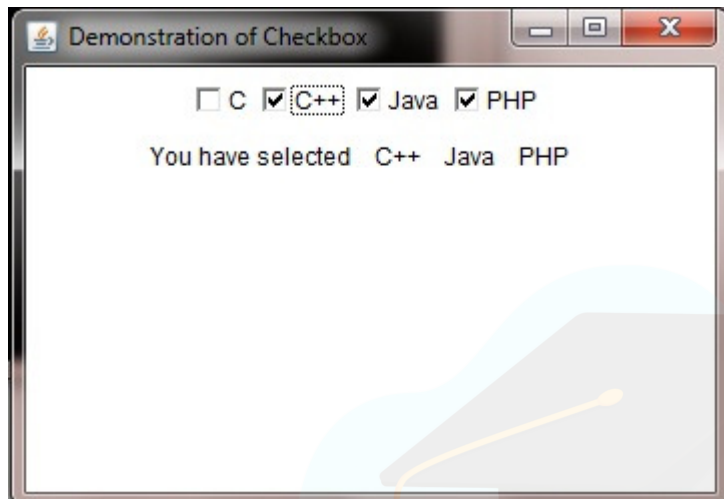 Demonstration of Checkbox
C C++ Java PHP
You have selected C++ Java PHP